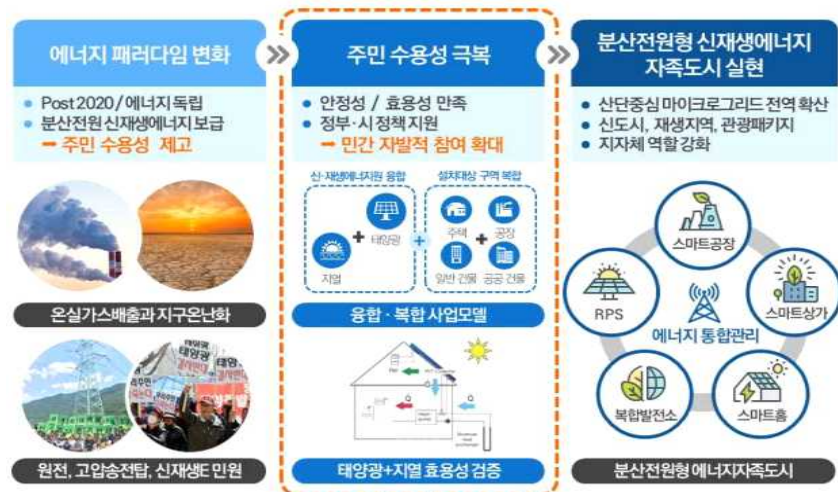 에너지 패러다임 변화
Post 2020 / 에너지 독립
분산전원 신재생에너지 보급
➞ 주민 수용성 제고
온실가스배출과 지구온난화
태양광
결사반대
원전, 고압송전탑, 신재생E 민원
주민 수용성 극복
안정성 / 효용성 만족
정부·시 정책 지원
➞ 민간 자발적 참여 확대
신·재생에너지원 융합
설치대상 구역 복합
지열
+
태양광
+
주택
공장
+
일반 건물
공공 건물
융합·복합 사업모델
태양광+지열 효용성 검증
분산전원형 신재생에너지
자족도시 실현
산단중심 마이크로그리드 전역 확산
신도시, 재생지역, 관광패키지
지자체 역할 강화
스마트공장
RPS
스마트상가
에너지 통합관리
복합발전소
스마트홈
분산전원형 에너지자족도시